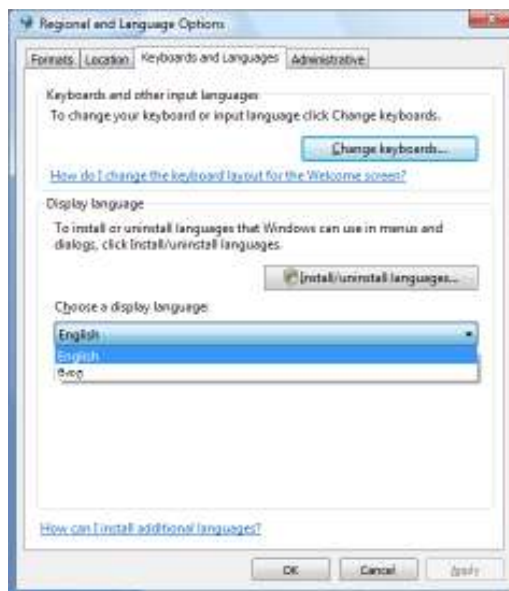 Regional and Language Options
Formats Location Keyboards and Languages Administrative
Keyboards and other input languages
To change your keyboard or input language click Change keyboards.
Change keyboards...
How do I change the keyboard layout for the Welcome screen?
Display language
To install or uninstall languages that Windows can use in menus and
dialogs, click Install/uninstall languages.
Install/uninstall languages...
Choose a display language:
English
English
How can I install additional languages?
OK Cancel Apply